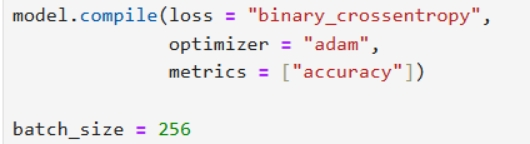 model.compile(loss = "binary_crossentropy",
optimizer = "adam",
metrics = ["accuracy"])
batch_size = 256